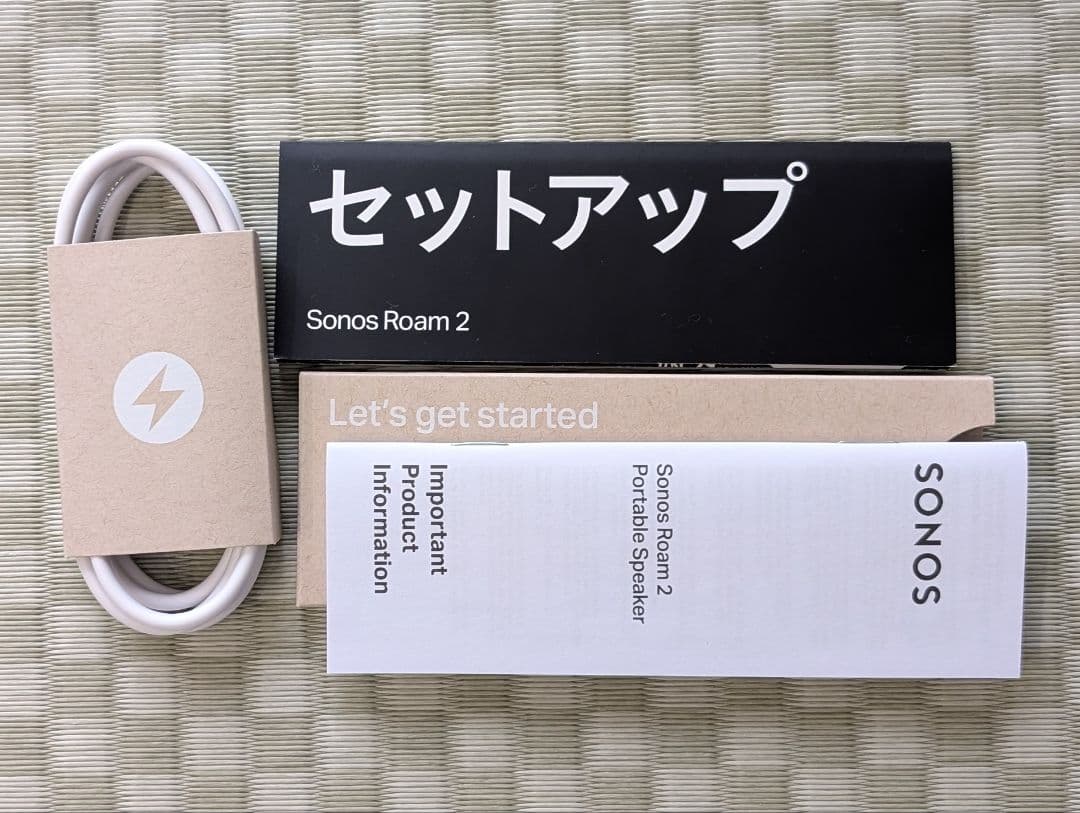 セットアップ
Sonos Roam 2
Let's get started
Important
Product
Information
Sonos Roam 2
Portable Speaker
SONOS